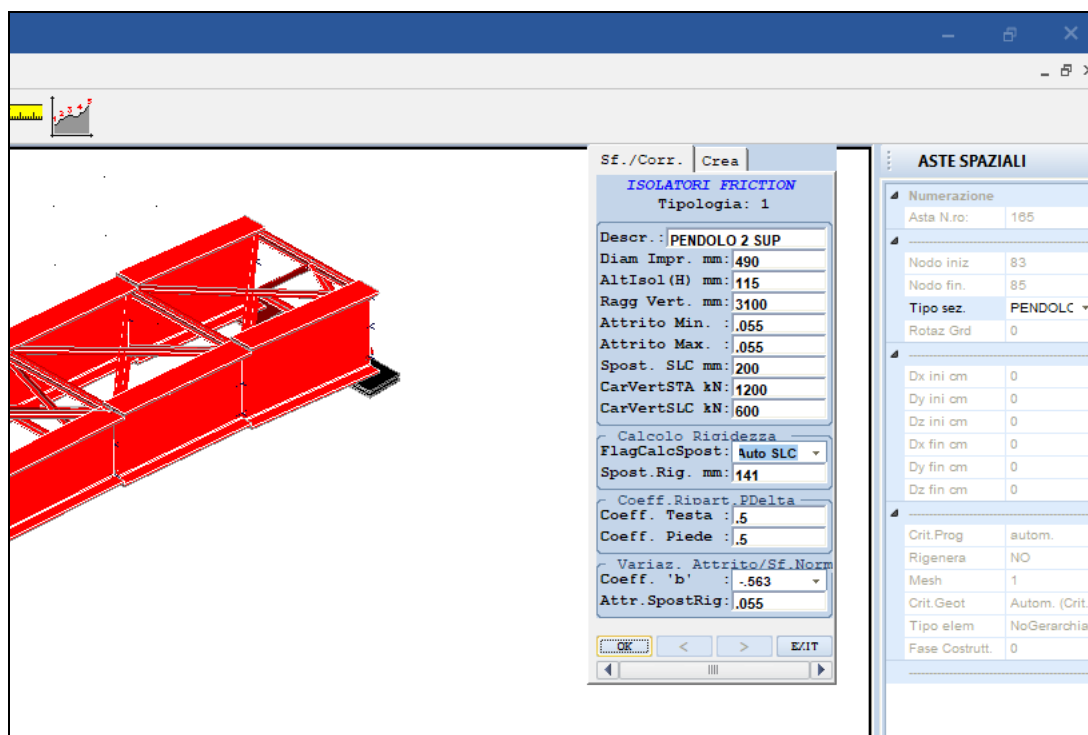 1 2 3 4 5
Sf./Corr. Crea
ISOLATORI FRICTION
Tipologia: 1
Descr.: PENDOLO 2 SUP
Diam Impr. mm: 490
AltIsol(H) mm: 115
Ragg Vert. mm: 3100
Attrito Min. : .055
Attrito Max. : .055
Spost. SLC mm: 200
CarVertSTA kN: 1200
CarVertSLC kN: 600
Calcolo Rigidezza
FlagCalcSpost: Auto SLC
Spost.Rig. mm: 141
Coeff.Ripart.PDelta
Coeff. Testa : .5
Coeff. Piede : .5
Variaz. Attrito/Sf.Norm
Coeff. 'b' : -.563
Attr.SpostRig: .055
OK < > EXIT
ASTE SPAZIALI
Numerazione
Asta N.ro: 165
Nodo iniz 83
Nodo fin. 85
Tipo sez. PENDOLC
Rotaz Grd 0
Dx ini cm 0
Dy ini cm 0
Dz ini cm 0
Dx fin cm 0
Dy fin cm 0
Dz fin cm 0
Crit.Prog autom.
Rigenera NO
Mesh 1
Crit.Geot Autom. (Crit.
Tipo elem NoGerarchia
Fase Costrutt. 0